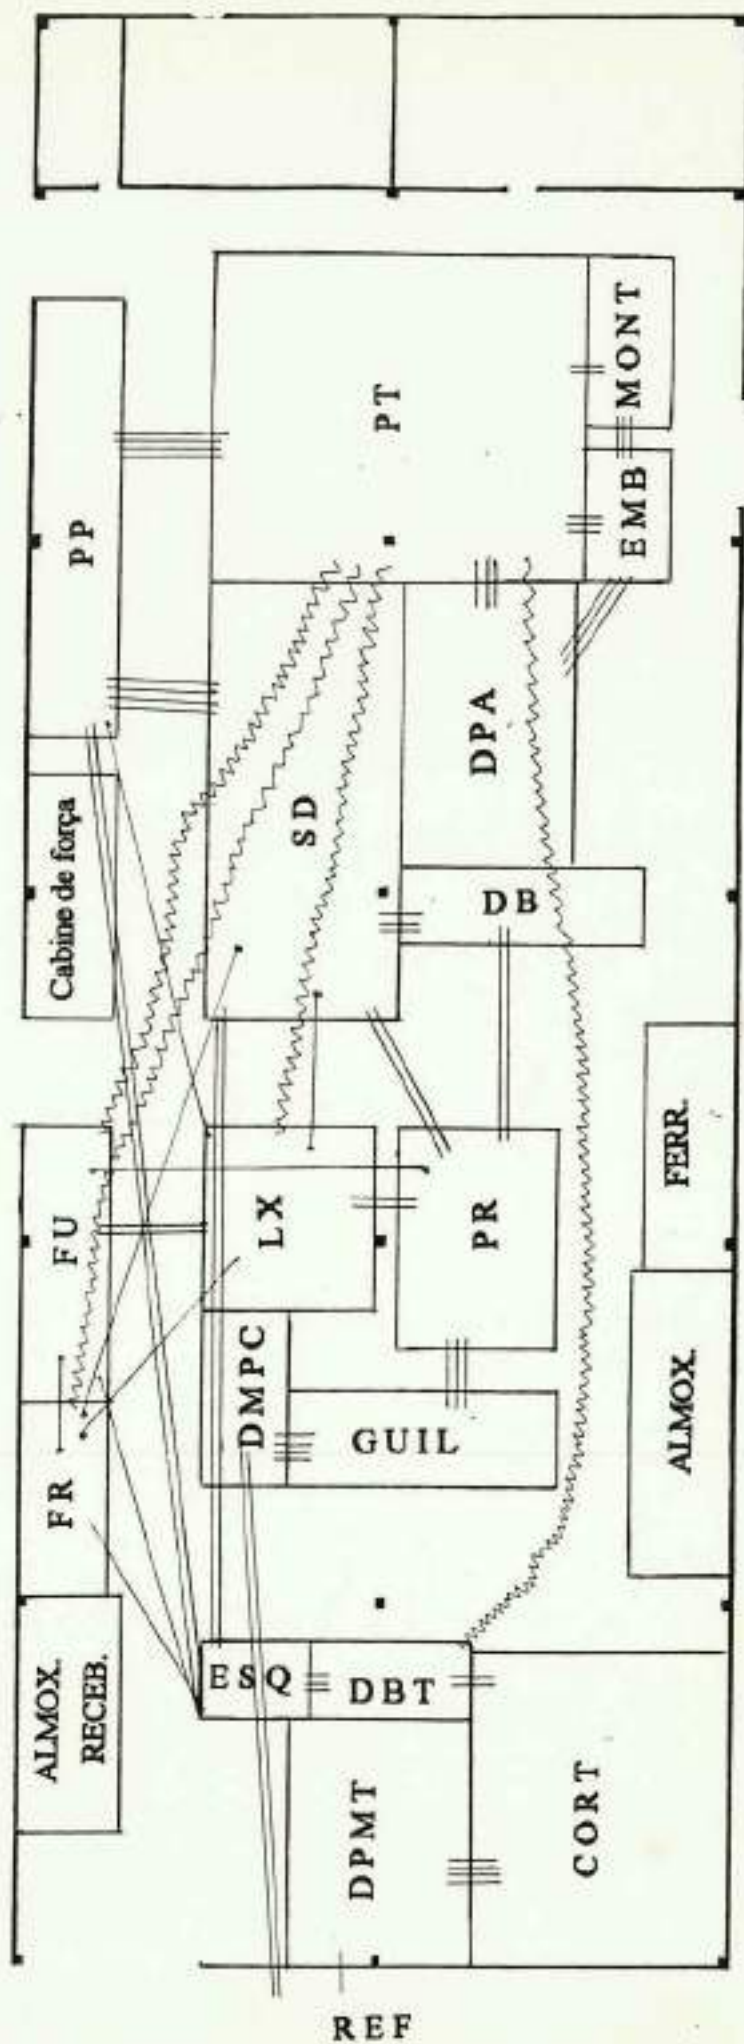 PP
PT
MONT
EMB
Cabine de força
SD
DPA
DB
FU
LX
PR
FERR.
FR
DMPC
GUIL
ALMOX.
ALMOX.
RECEB.
ESQ
DBT
DPMT
CORT
REF